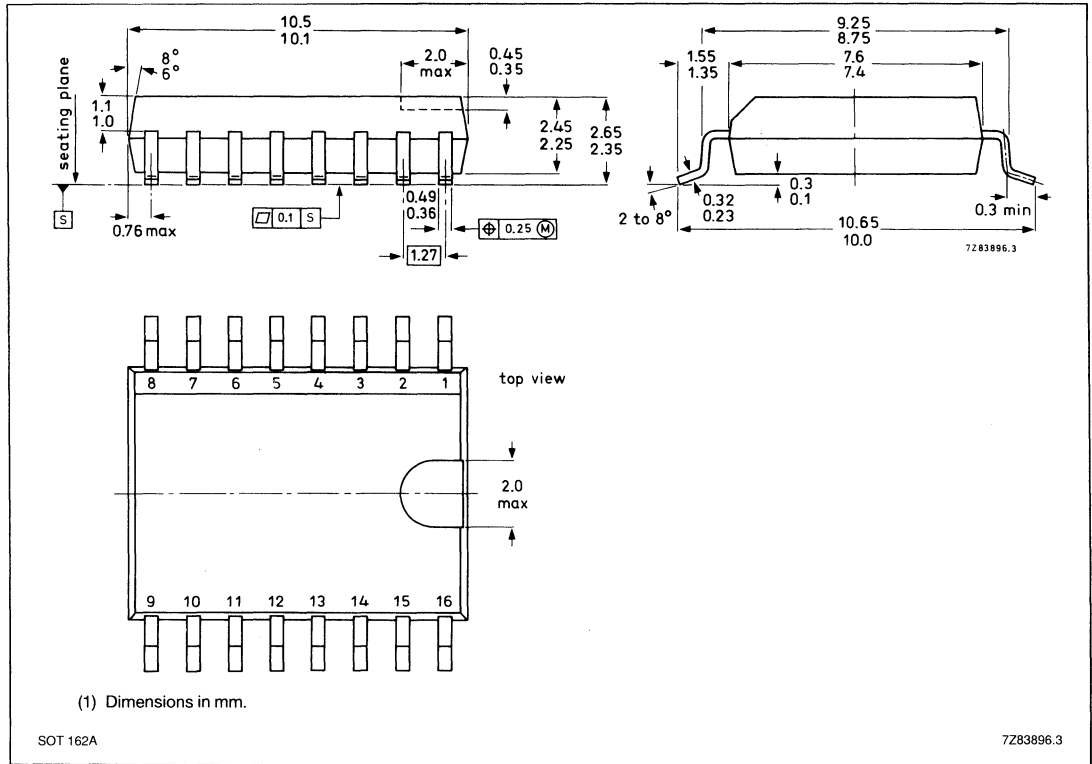 10.5
10.1
8°
6°
2.0
max
0.45
0.35
seating plane
1.1
1.0
2.45
2.25
2.65
2.35
S
0.76 max
⏥ 0.1 S
0.49
0.36
⌖ 0.25 Ⓜ
1.27
9.25
8.75
1.55
1.35
7.6
7.4
2 to 8°
0.32
0.23
0.3
0.1
0.3 min
10.65
10.0
7Z83896.3
8 7 6 5 4 3 2 1
top view
2.0
max
9 10 11 12 13 14 15 16
(1) Dimensions in mm.
SOT 162A
7Z83896.3